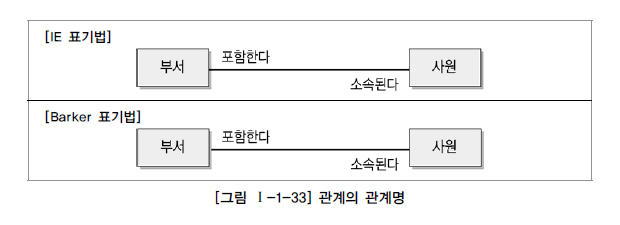 [IE 표기법]
부서
포함한다
소속된다
사원
[Barker 표기법]
부서
포함한다
소속된다
사원
[그림 Ⅰ-1-33] 관계의 관계명